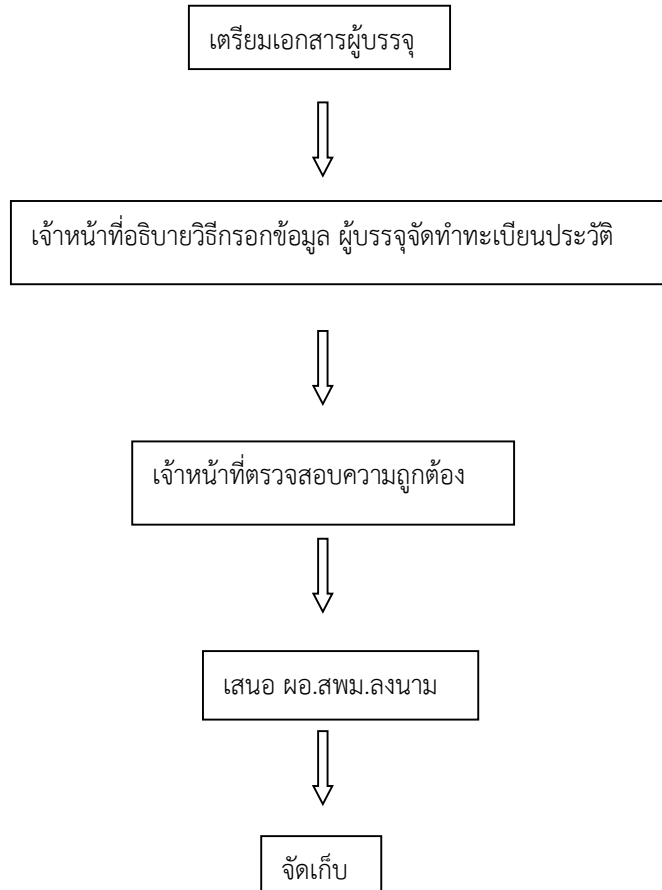 เตรียมเอกสารผู้บรรจุ
เจ้าหน้าที่อธิบายวิธีกรอกข้อมูล ผู้บรรจุจัดทำทะเบียนประวัติ
เจ้าหน้าที่ตรวจสอบความถูกต้อง
เสนอ ผอ.สพม.ลงนาม
จัดเก็บ